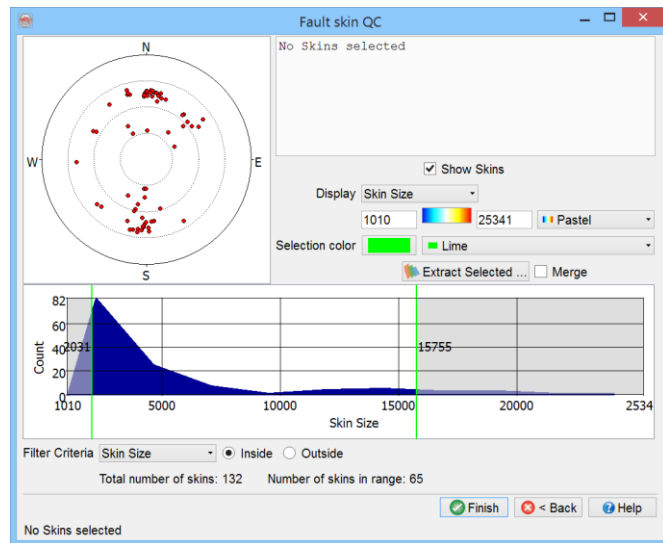 Fault skin QC
N
W
E
S
No Skins selected
Show Skins
Display Skin Size
1010 25341 Pastel
Selection color Lime
Extract Selected ... Merge
82
60
40
20
0
Count
2031
15755
1010 5000 10000 15000 20000 2534
Skin Size
Filter Criteria Skin Size Inside Outside
Total number of skins: 132 Number of skins in range: 65
Finish < Back Help
No Skins selected